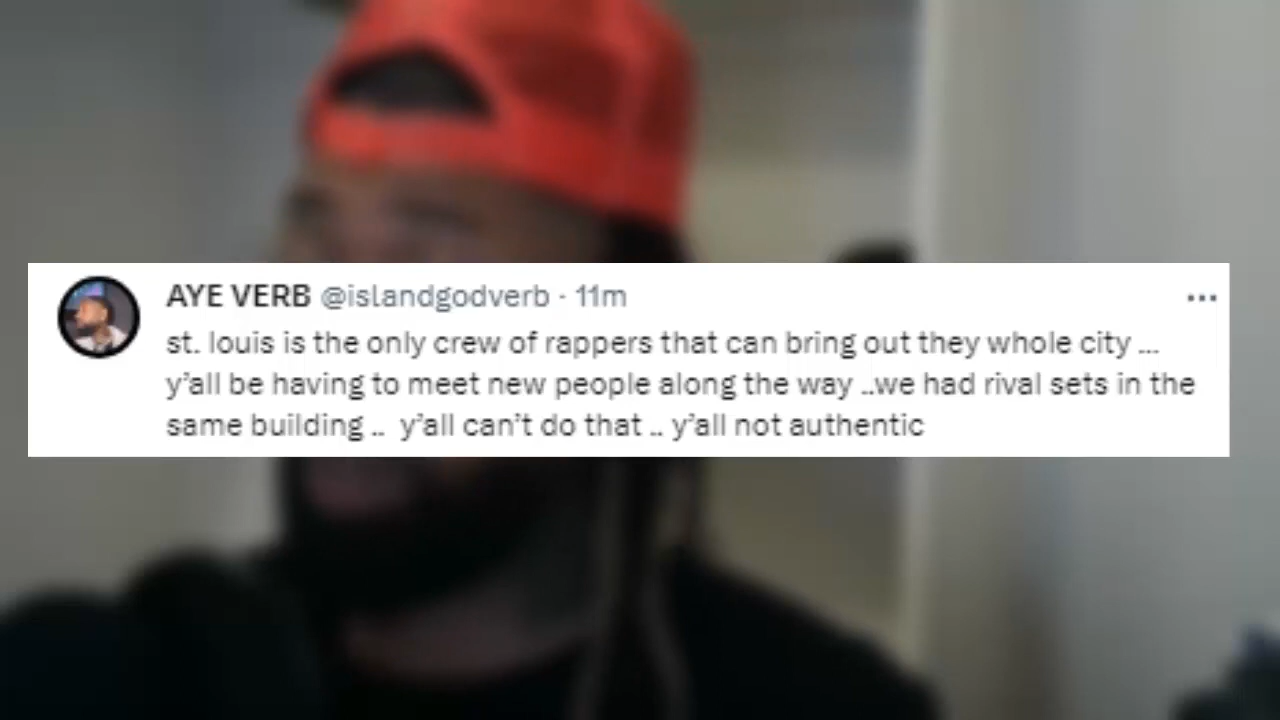 AYE VERB @islandgodverb · 11m
st. louis is the only crew of rappers that can bring out they whole city ...
y'all be having to meet new people along the way ..we had rival sets in the
same building .. y'all can't do that .. y'all not authentic